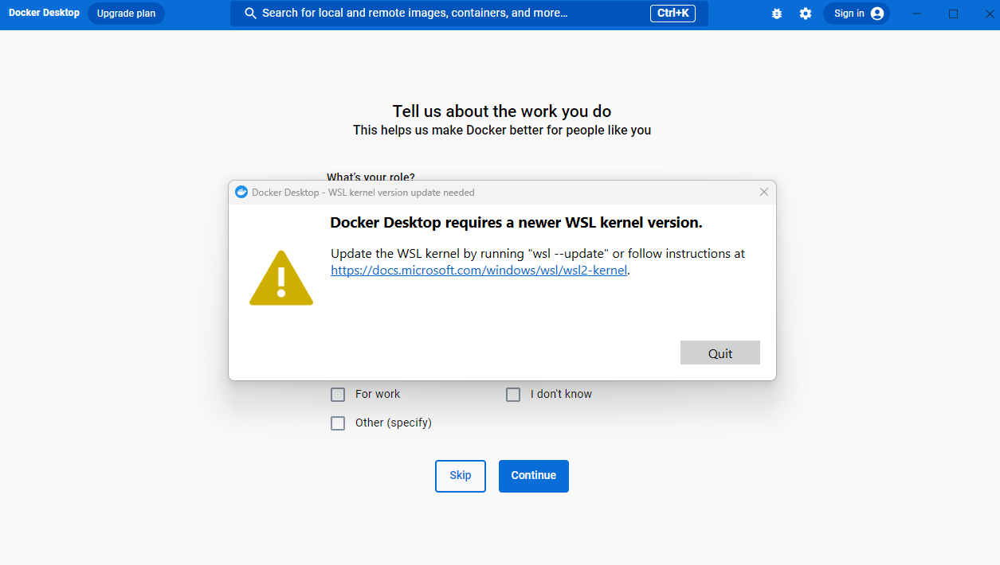 Docker Desktop
Upgrade plan
Search for local and remote images, containers, and more...
Ctrl+K
Sign in
Tell us about the work you do
This helps us make Docker better for people like you
What's your role?
Docker Desktop - WSL kernel version update needed
Docker Desktop requires a newer WSL kernel version.
Update the WSL kernel by running "wsl --update" or follow instructions at
https://docs.microsoft.com/windows/wsl/wsl2-kernel.
Quit
For work
I don't know
Other (specify)
Skip
Continue